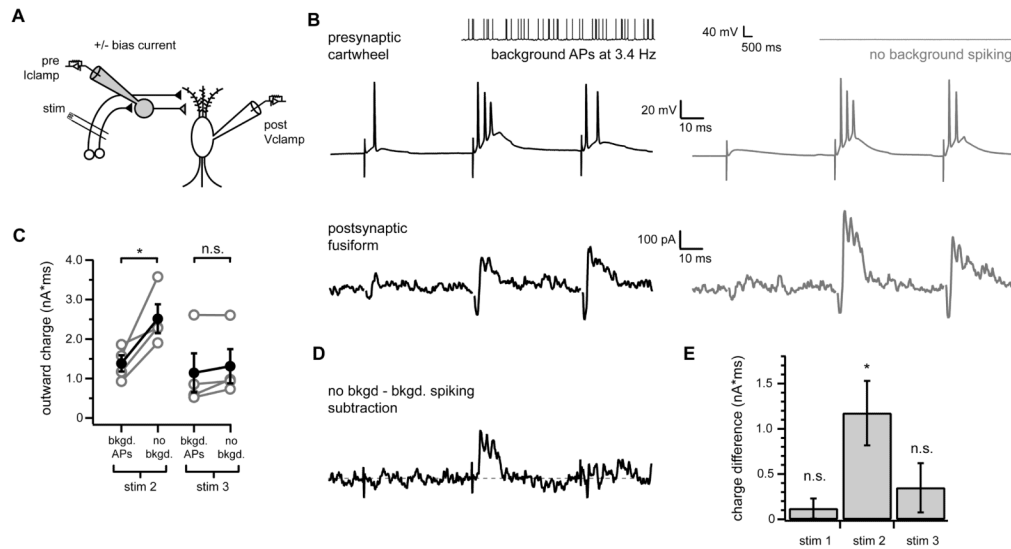 A
+/- bias current
pre
Iclamp
stim
post
Vclamp
B
presynaptic
cartwheel
background APs at 3.4 Hz
40 mV
500 ms
no background spiking
20 mV
10 ms
postsynaptic
fusiform
100 pA
10 ms
C
*
n.s.
outward charge (nA*ms)
4.0
3.0
2.0
1.0
0
bkgd.
APs
no
bkgd.
bkgd.
APs
no
bkgd.
stim 2
stim 3
D
no bkgd - bkgd. spiking
subtraction
E
charge difference (nA*ms)
1.5
1.0
0.5
0
n.s.
*
n.s.
stim 1
stim 2
stim 3